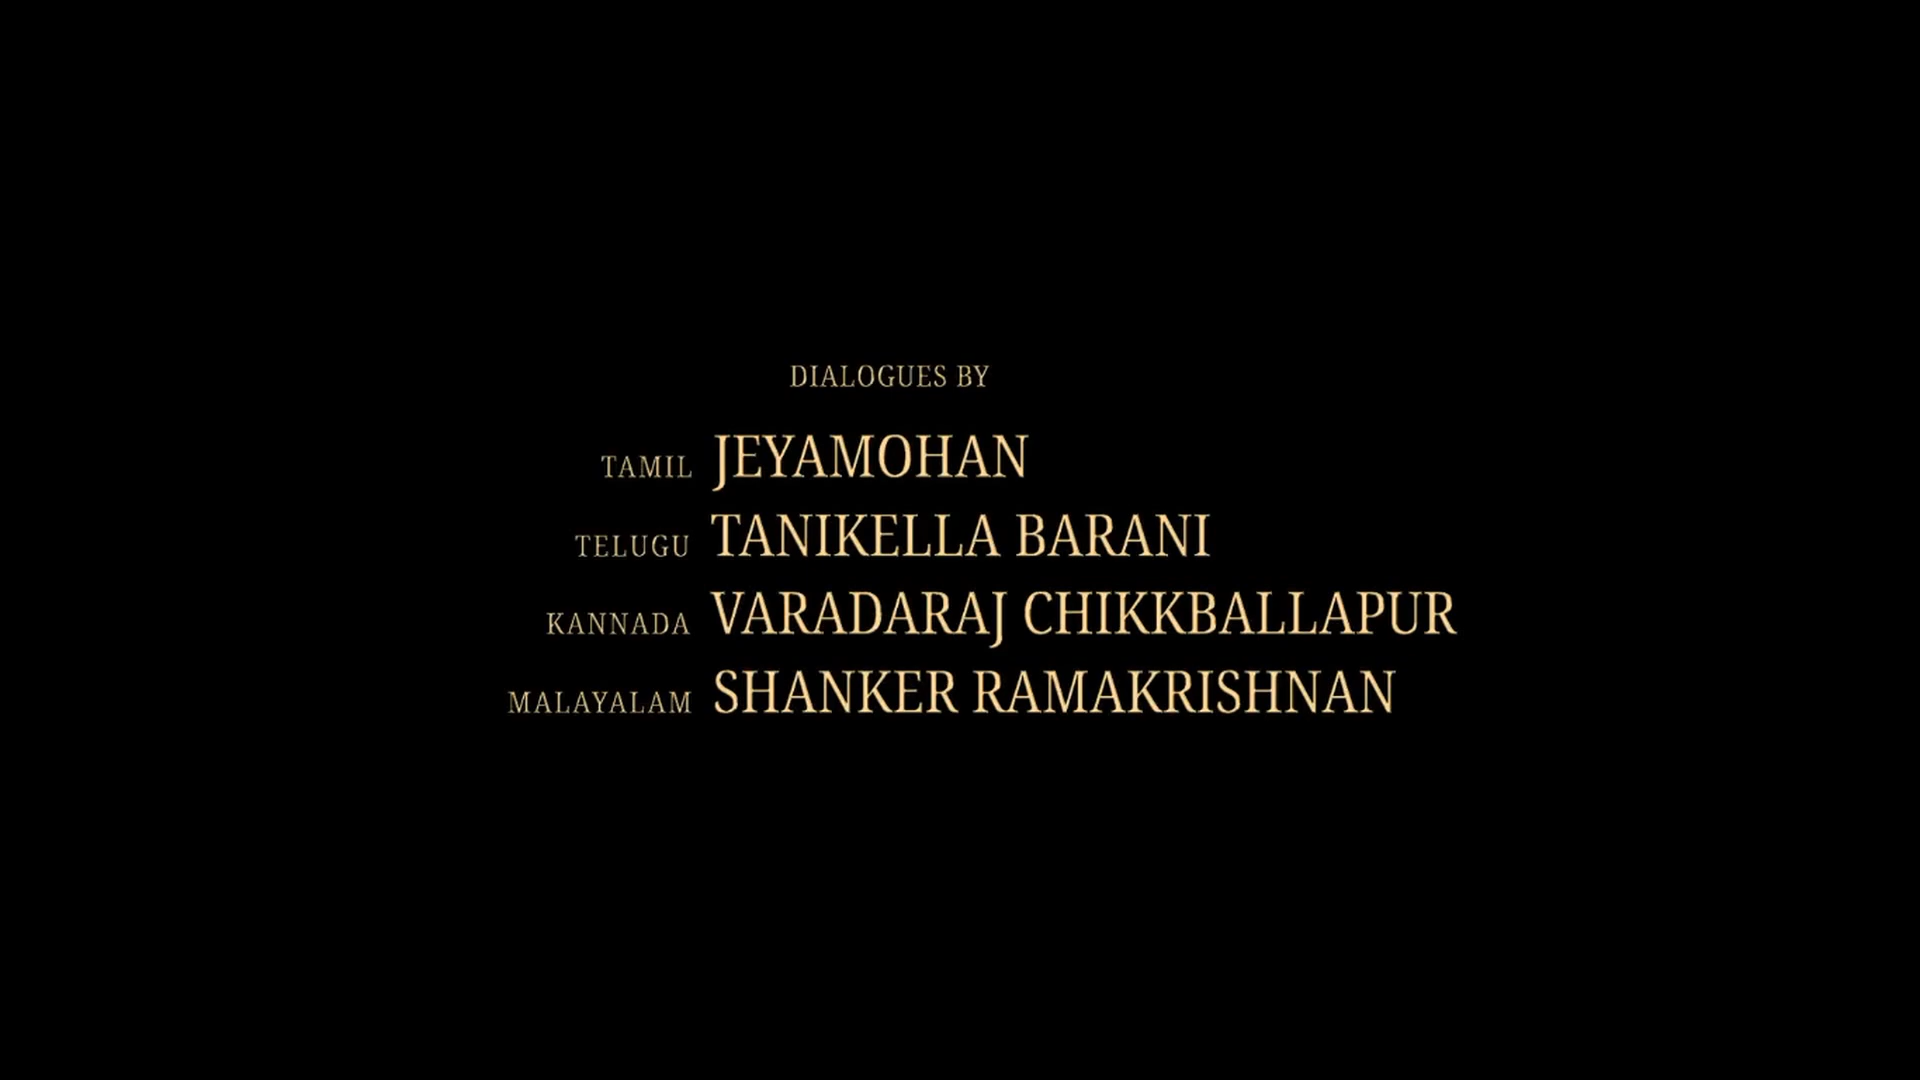 DIALOGUES BY
TAMIL JEYAMOHAN
TELUGU TANIKELLA BARANI
KANNADA VARADARAJ CHIKKBALLAPUR
MALAYALAM SHANKER RAMAKRISHNAN